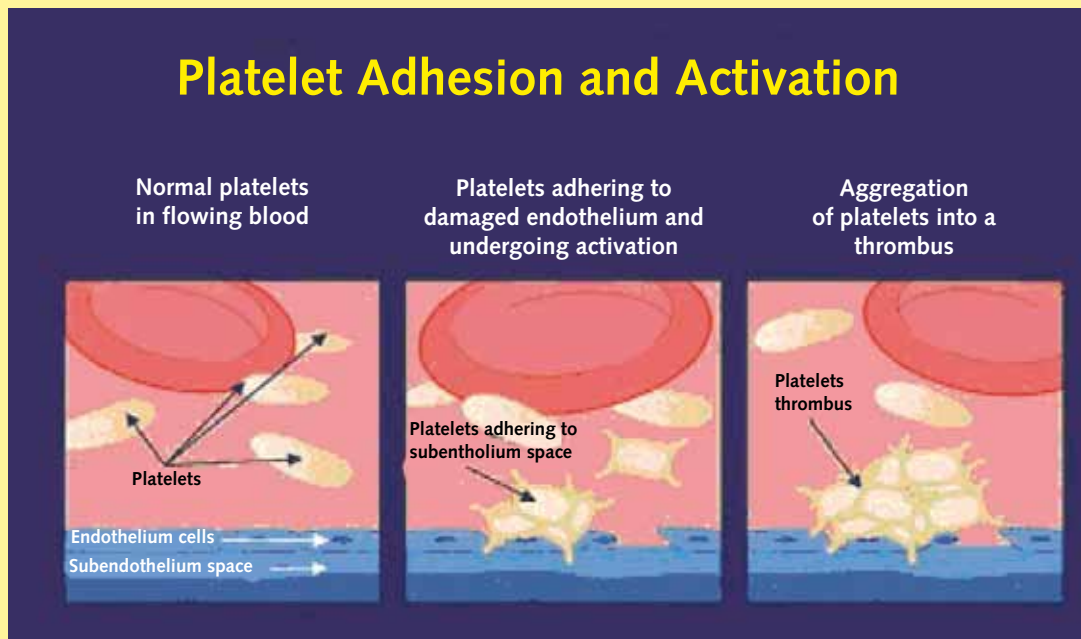 Platelet Adhesion and Activation
Normal platelets
in flowing blood
Platelets adhering to
damaged endothelium and
undergoing activation
Aggregation
of platelets into a
thrombus
Platelets
Endothelium cells
Subendothelium space
Platelets adhering to
subentholium space
Platelets
thrombus